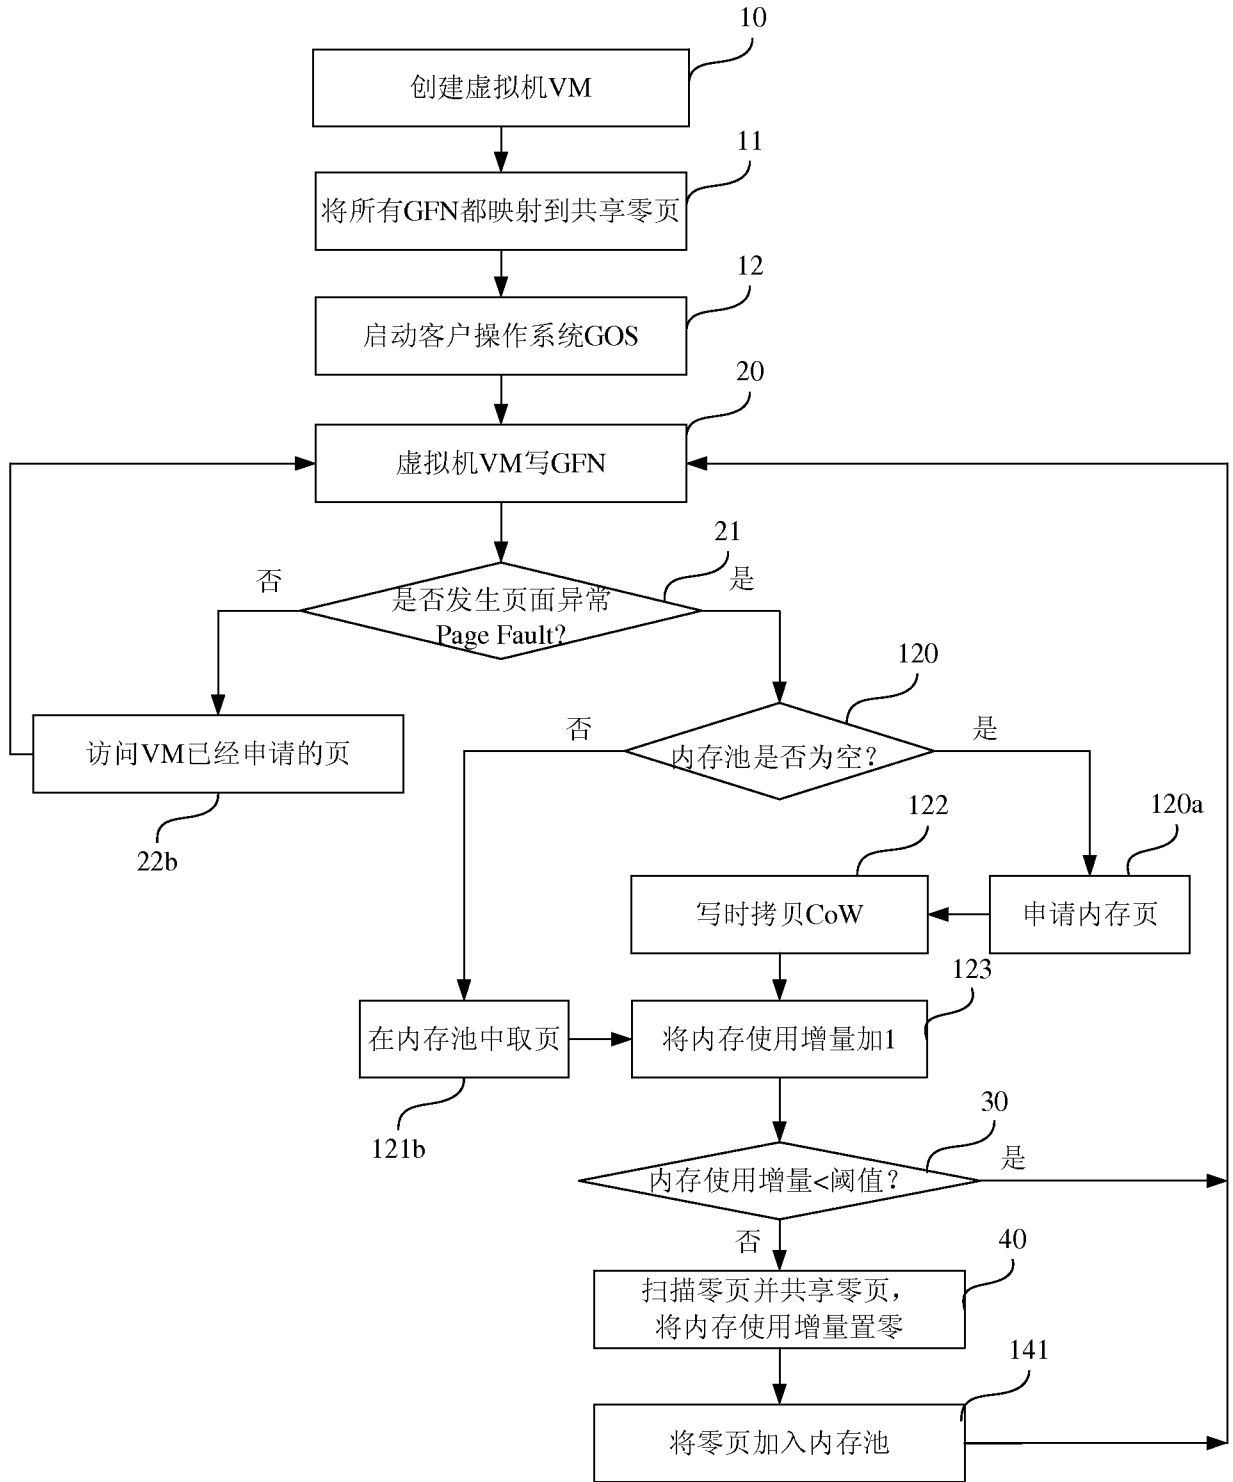 10
创建虚拟机VM
11
将所有GFN都映射到共享零页
12
启动客户操作系统GOS
20
虚拟机VM写GFN
21
否
是
是否发生页面异常
Page Fault?
120
否
是
访问VM已经申请的页
内存池是否为空?
22b
122
120a
写时拷贝CoW
申请内存页
123
在内存池中取页
将内存使用增量加1
121b
30
是
内存使用增量<阈值?
否
40
扫描零页并共享零页，
将内存使用增量置零
141
将零页加入内存池